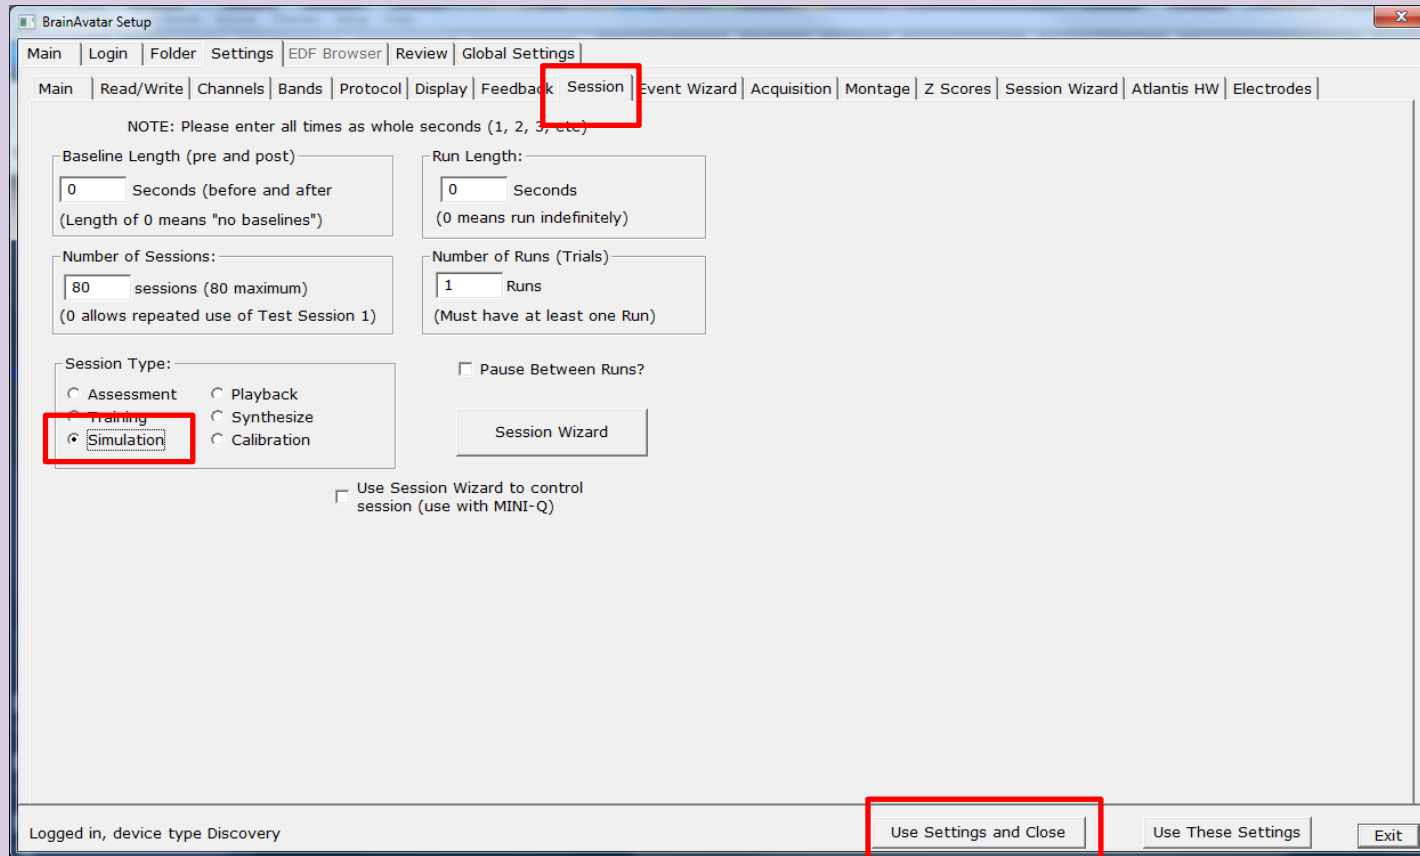 BrainAvatar Setup
Main Login Folder Settings EDF Browser Review Global Settings
Main Read/Write Channels Bands Protocol Display Feedback Session Event Wizard Acquisition Montage Z Scores Session Wizard Atlantis HW Electrodes
NOTE: Please enter all times as whole seconds (1, 2, 3, etc)
Baseline Length (pre and post)
0 Seconds (before and after
(Length of 0 means "no baselines")
Run Length:
0 Seconds
(0 means run indefinitely)
Number of Sessions:
80 sessions (80 maximum)
(0 allows repeated use of Test Session 1)
Number of Runs (Trials)
1 Runs
(Must have at least one Run)
Session Type:
Assessment Playback
Training Synthesize
Simulation Calibration
Pause Between Runs?
Session Wizard
Use Session Wizard to control
session (use with MINI-Q)
Logged in, device type Discovery
Use Settings and Close Use These Settings Exit